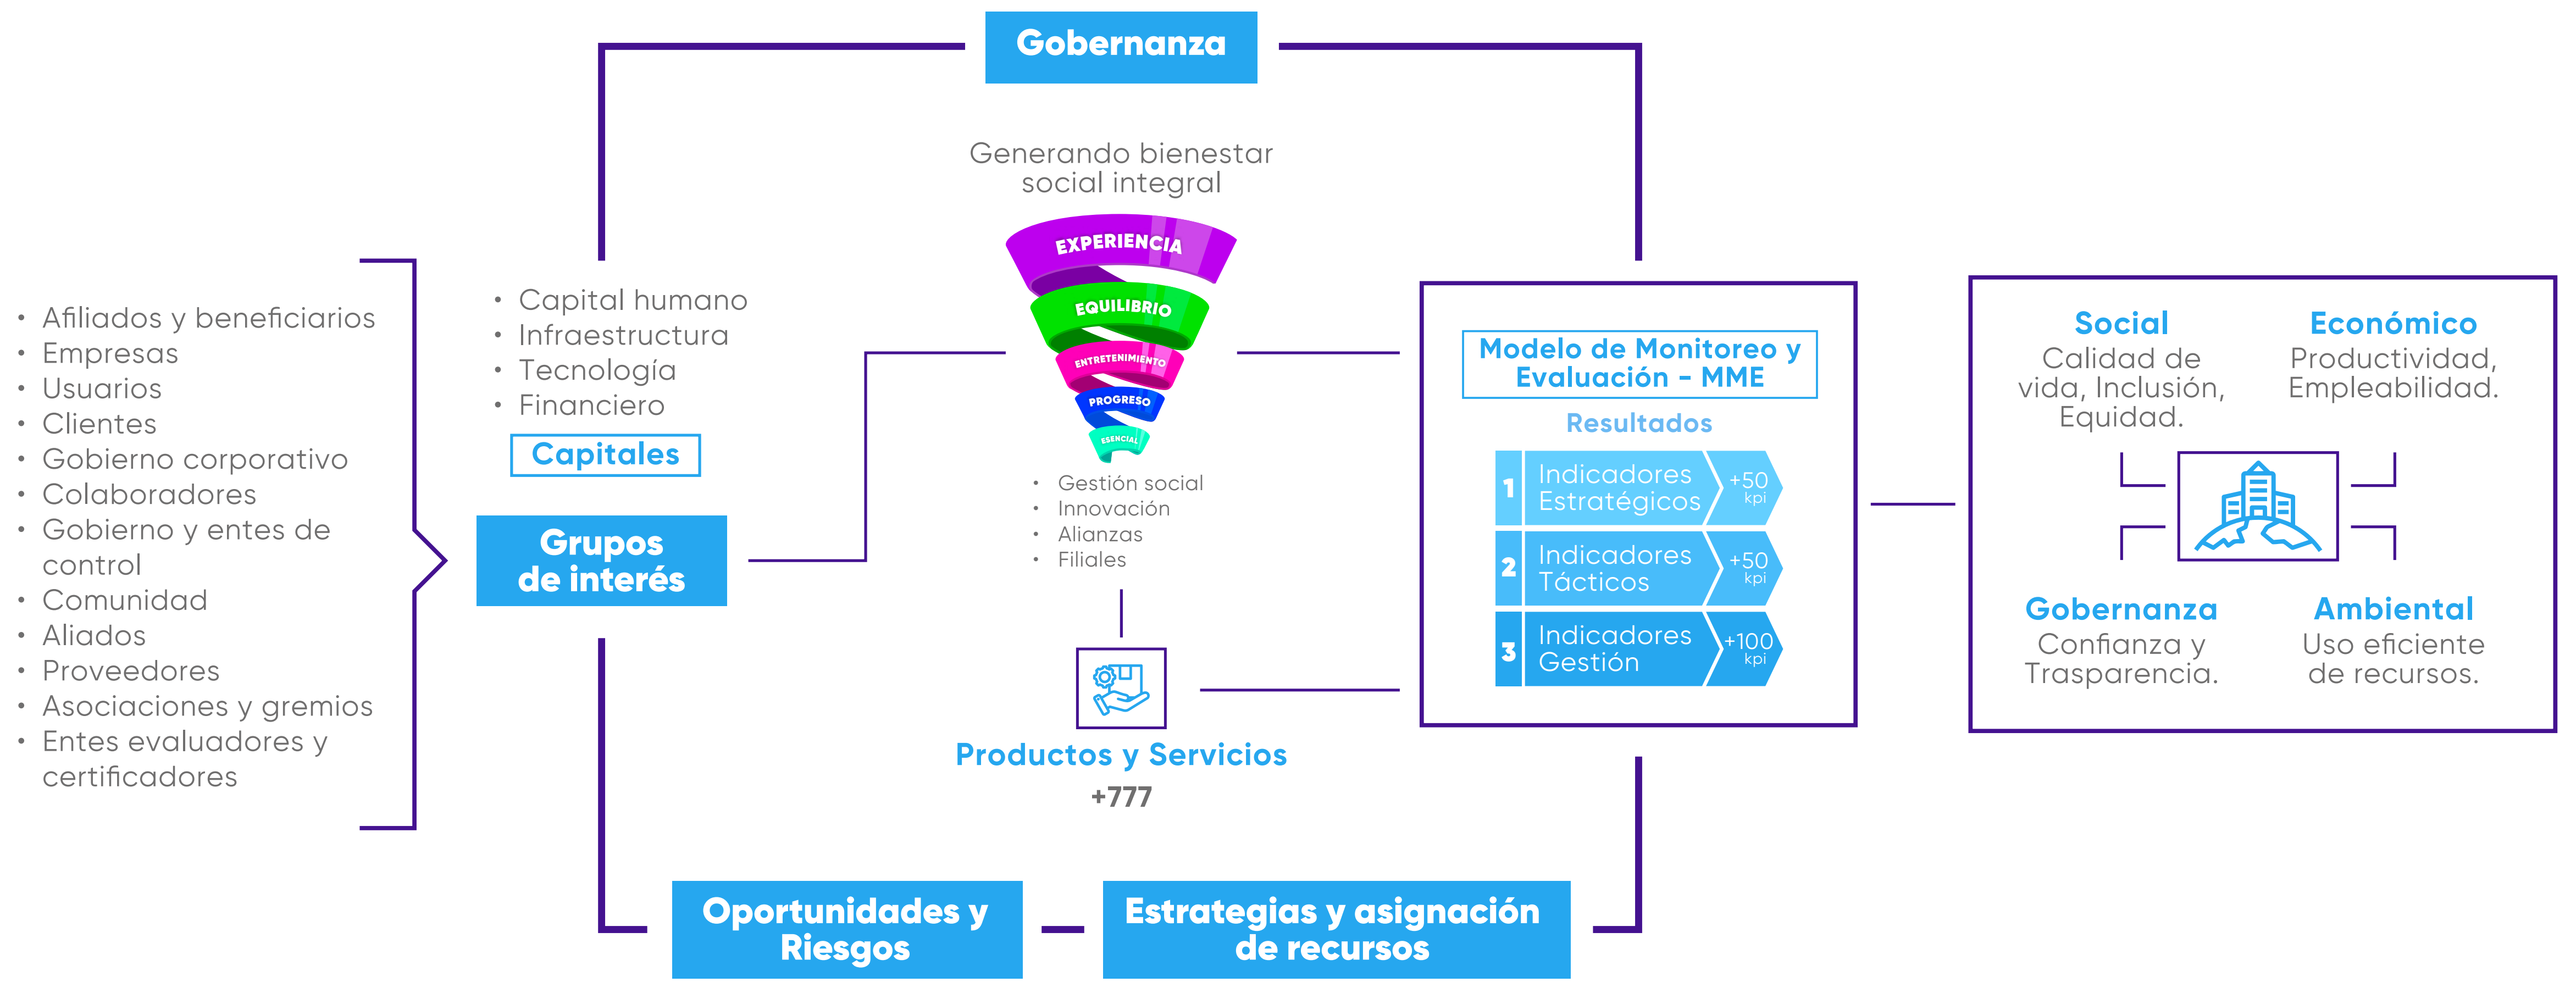 Gobernanza
• Afiliados y beneficiarios
• Empresas
• Usuarios
• Clientes
• Gobierno corporativo
• Colaboradores
• Gobierno y entes de
control
• Comunidad
• Aliados
• Proveedores
• Asociaciones y gremios
• Entes evaluadores y
certificadores
• Capital humano
• Infraestructura
• Tecnología
• Financiero
Capitales
Grupos
de interés
Generando bienestar
social integral
EXPERIENCIA
EQUILIBRIO
ENTRETENIMIENTO
PROGRESO
ESENCIAL
• Gestión social
• Innovación
• Alianzas
• Filiales
Productos y Servicios
+777
Modelo de Monitoreo y
Evaluación - MME
Resultados
1
Indicadores
Estratégicos
+50
kpi
2
Indicadores
Tácticos
+50
kpi
3
Indicadores
Gestión
+100
kpi
Social
Calidad de
vida, Inclusión,
Equidad.
Económico
Productividad,
Empleabilidad.
Gobernanza
Confianza y
Trasparencia.
Ambiental
Uso eficiente
de recursos.
Oportunidades y
Riesgos
Estrategias y asignación
de recursos